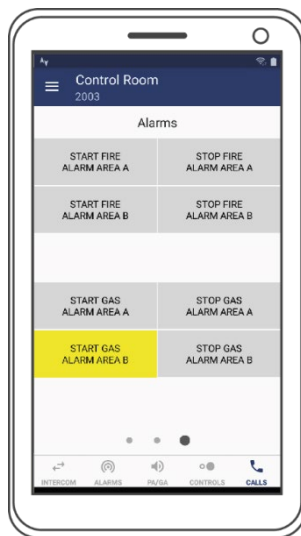 Control Room
2003
Alarms
START FIRE
ALARM AREA A
STOP FIRE
ALARM AREA A
START FIRE
ALARM AREA B
STOP FIRE
ALARM AREA B
START GAS
ALARM AREA A
STOP GAS
ALARM AREA A
START GAS
ALARM AREA B
STOP GAS
ALARM AREA B
INTERCOM
ALARMS
PA/GA
CONTROLS
CALLS